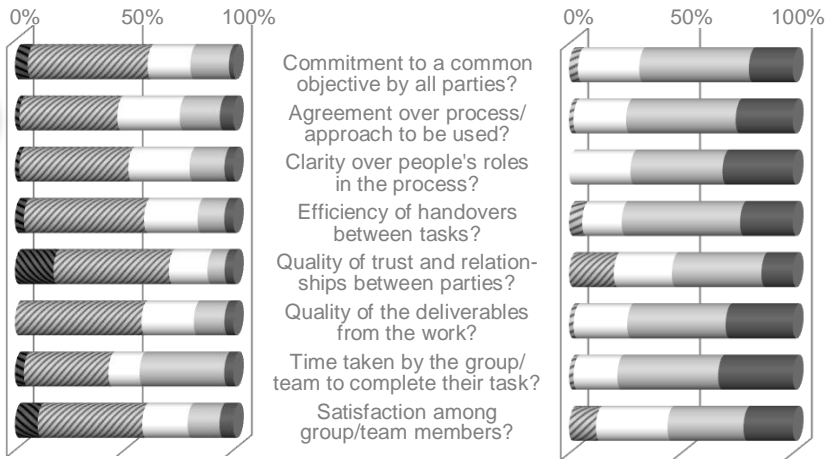 0% 50% 100% 0% 50% 100%
Commitment to a common
objective by all parties?
Agreement over process/
approach to be used?
Clarity over people's roles
in the process?
Efficiency of handovers
between tasks?
Quality of trust and relation-
ships between parties?
Quality of the deliverables
from the work?
Time taken by the group/
team to complete their task?
Satisfaction among
group/team members?